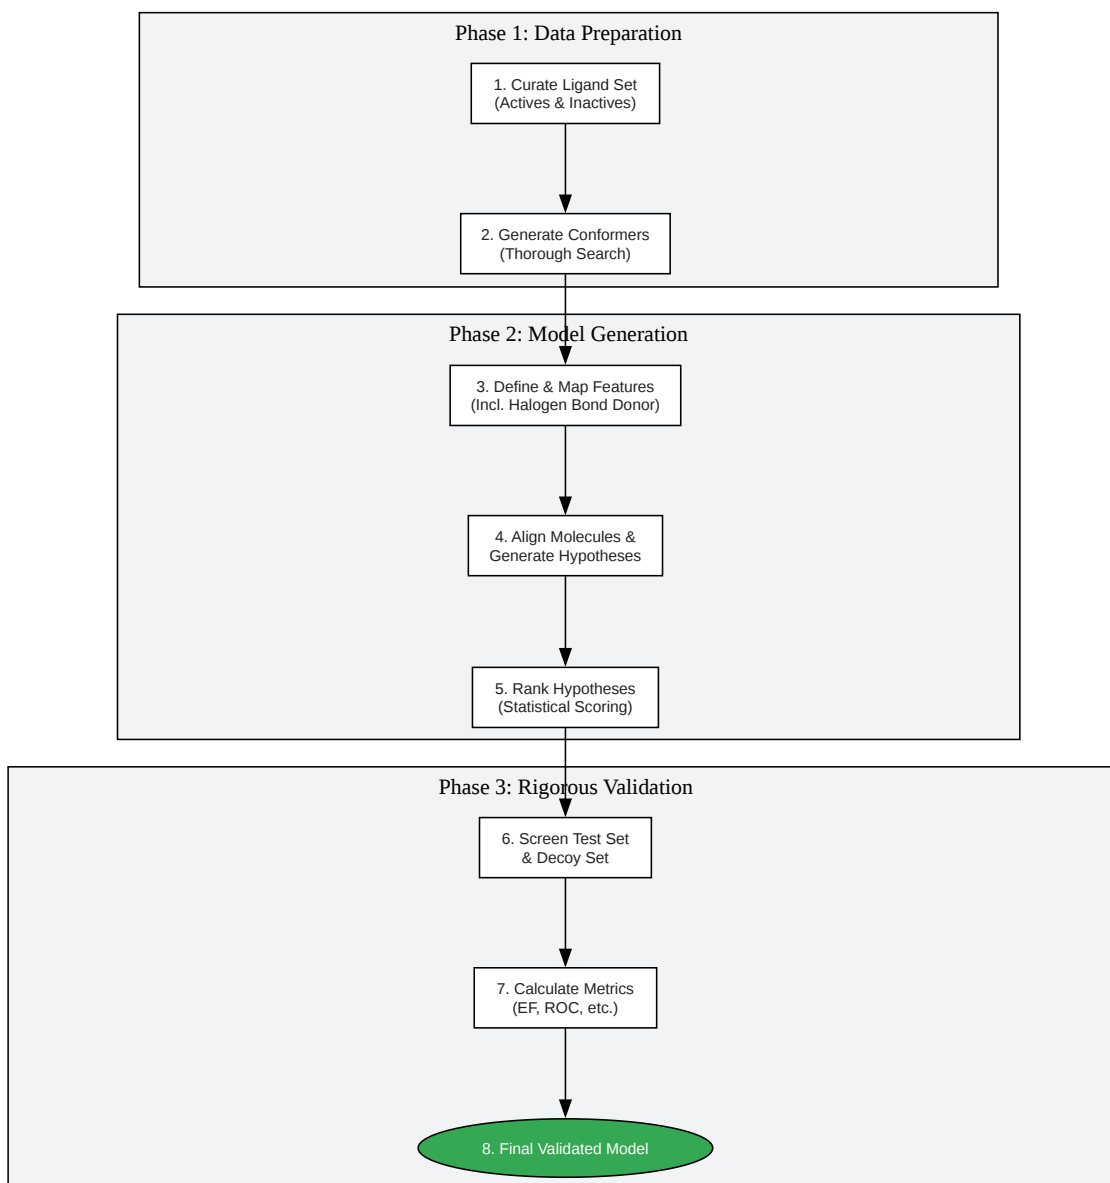 Phase 1: Data Preparation
1. Curate Ligand Set
(Actives & Inactives)
2. Generate Conformers
(Thorough Search)
Phase 2: Model Generation
3. Define & Map Features
(Incl. Halogen Bond Donor)
4. Align Molecules &
Generate Hypotheses
5. Rank Hypotheses
(Statistical Scoring)
Phase 3: Rigorous Validation
6. Screen Test Set
& Decoy Set
7. Calculate Metrics
(EF, ROC, etc.)
8. Final Validated Model